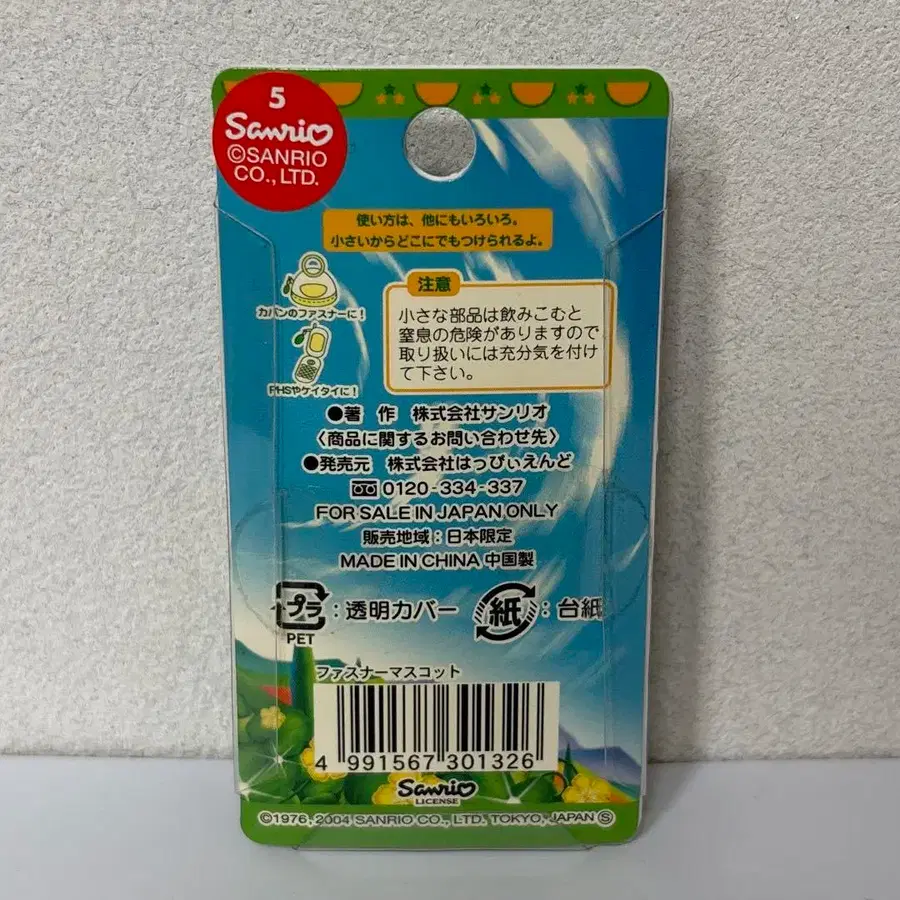 5
Sanrio
©SANRIO
CO., LTD.
使い方は、他にもいろいろ。
小さいからどこにでもつけられるよ。
カバンのファスナーに!
PHSやケイタイに!
注意
小さな部品は飲みこむと
窒息の危険がありますので
取り扱いには充分気を付け
て下さい。
●著 作 株式会社サンリオ
〈商品に関するお問い合わせ先〉
●発売元 株式会社はっぴぃえんど
0120-334-337
FOR SALE IN JAPAN ONLY
販売地域:日本限定
MADE IN CHINA 中国製
プラ:透明カバー
PET
紙:台紙
ファスナーマスコット
4 991567 301326
Sanrio
LICENSE
©1976, 2004 SANRIO CO., LTD. TOKYO, JAPAN Ⓢ